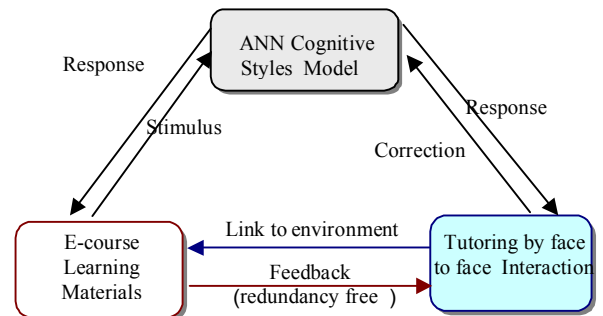 ANN Cognitive
Styles Model
Response
Response
Stimulus
Correction
Link to environment
E-course
Learning
Materials
Tutoring by face
to face Interaction
Feedback
(redundancy free )